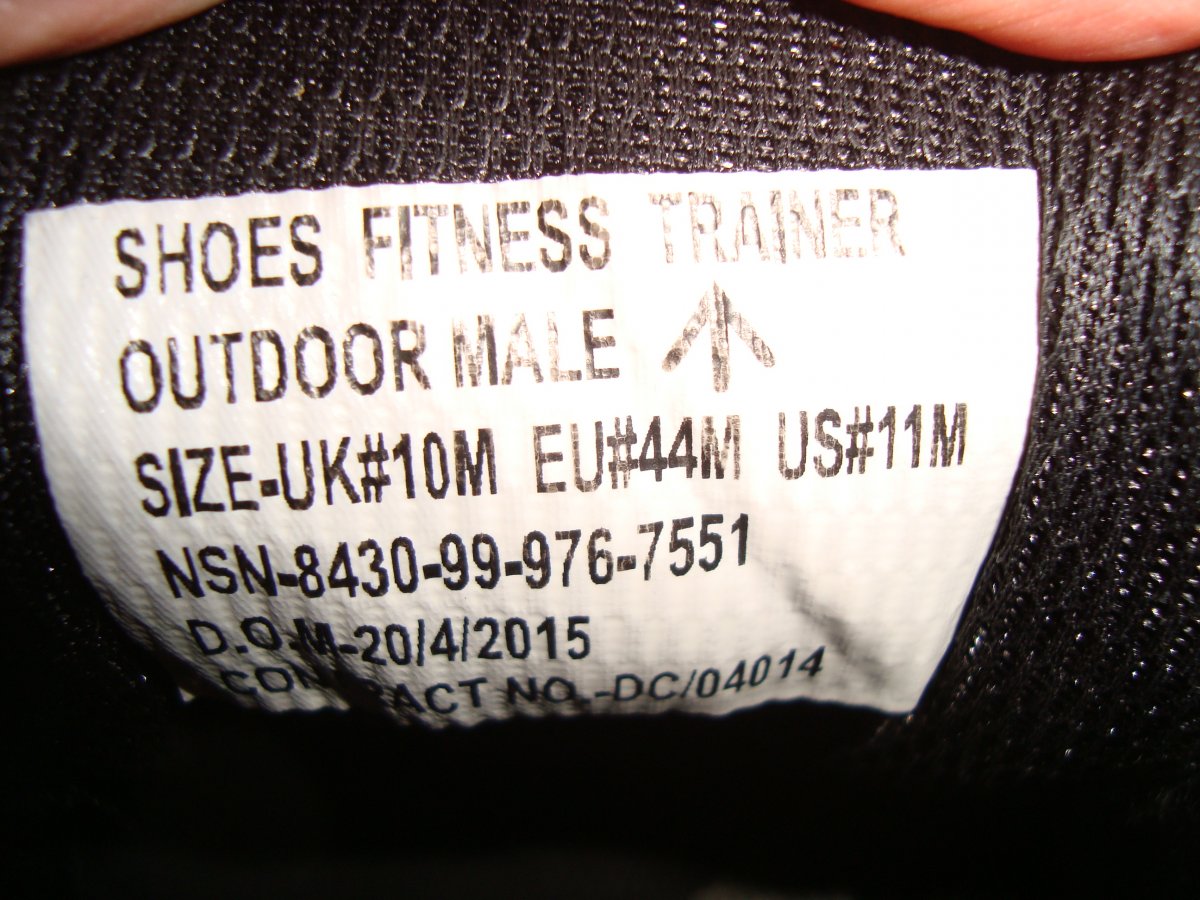 SHOES FITNESS TRAINER
OUTDOOR MALE
SIZE-UK#10M EU#44M US#11M
NSN-8430-99-976-7551
D.O.M-20/4/2015
CONTRACT NO.-DC/04014